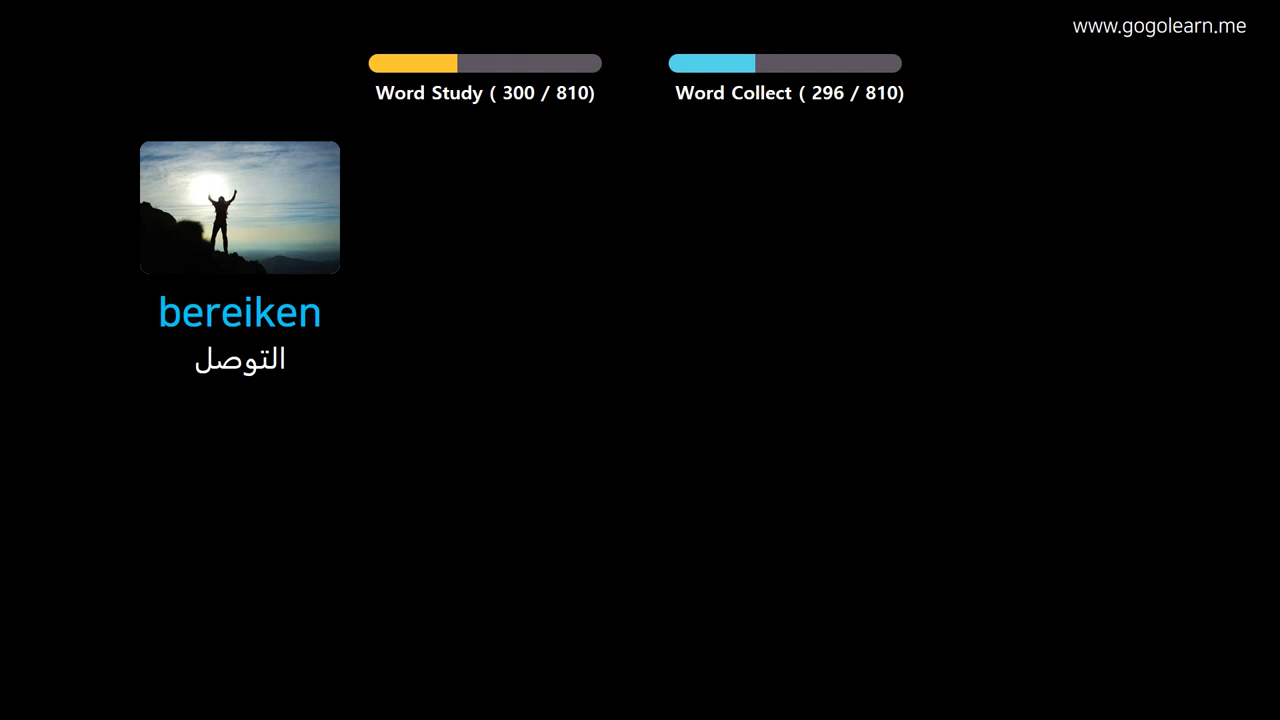 www.gogolearn.me
Word Study ( 300 / 810)
Word Collect ( 296 / 810)
bereiken
التوصل